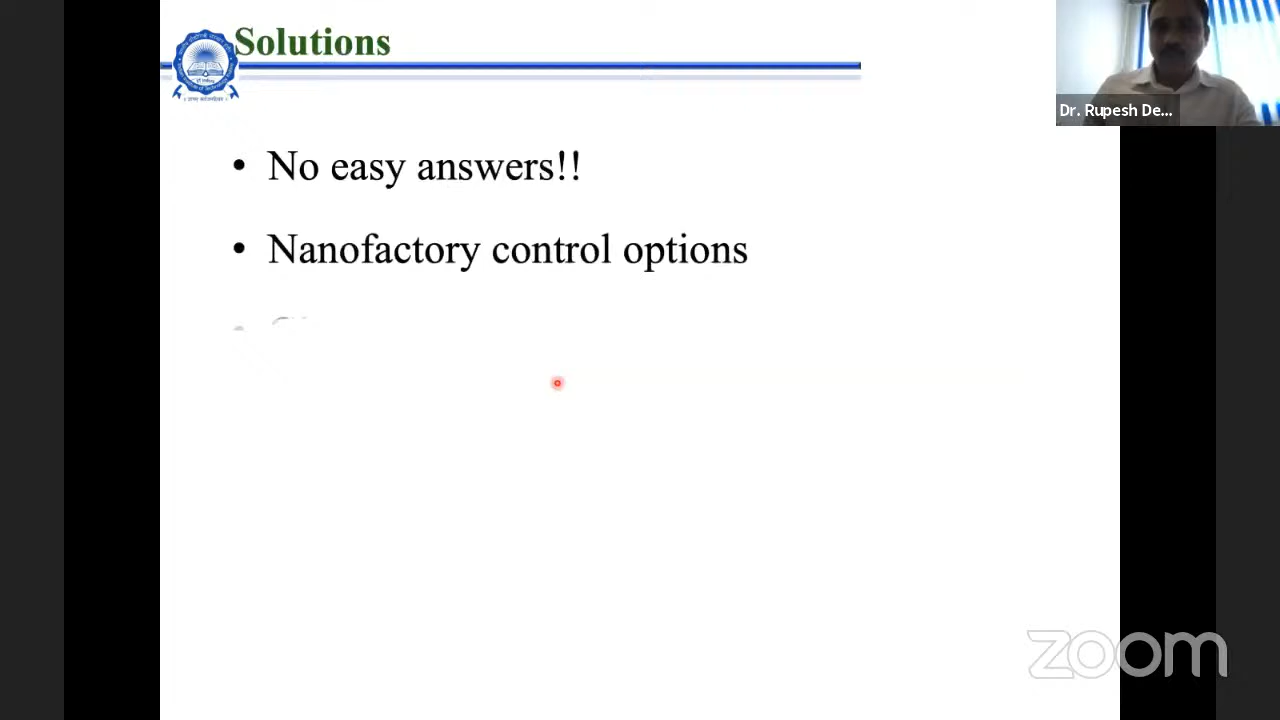 Solutions
Dr. Rupesh De...
• No easy answers!!
• Nanofactory control options
zoom